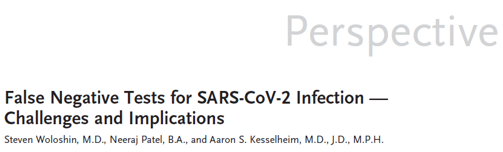 Perspective
False Negative Tests for SARS-CoV-2 Infection —
Challenges and Implications
Steven Woloshin, M.D., Neeraj Patel, B.A., and Aaron S. Kesselheim, M.D., J.D., M.P.H.